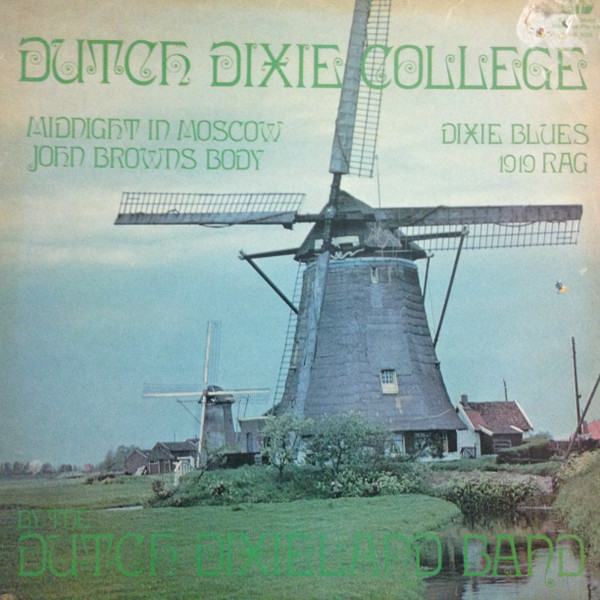 DUTCH DIXIE COLLEGE
MIDNIGHT IN MOSCOW
JOHN BROWNS BODY
DIXIE BLUES
1919 RAG
BY THE
DUTCH DIXIELAND BAND